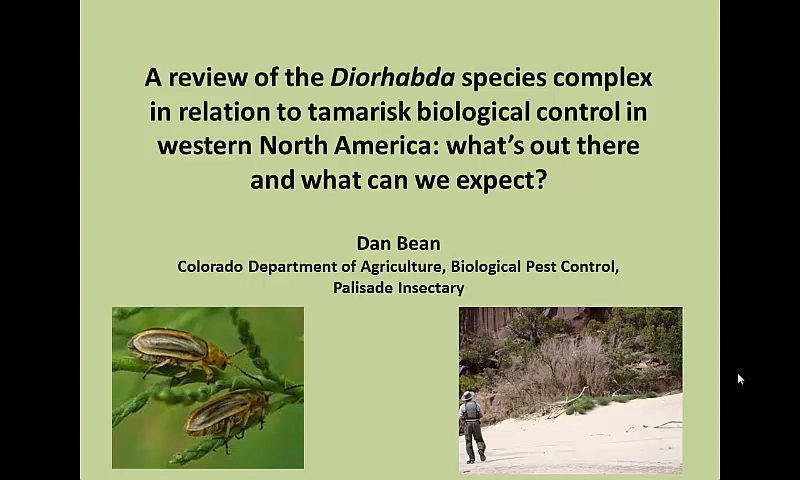 A review of the Diorhabda species complex
in relation to tamarisk biological control in
western North America: what's out there
and what can we expect?
Dan Bean
Colorado Department of Agriculture, Biological Pest Control,
Palisade Insectary